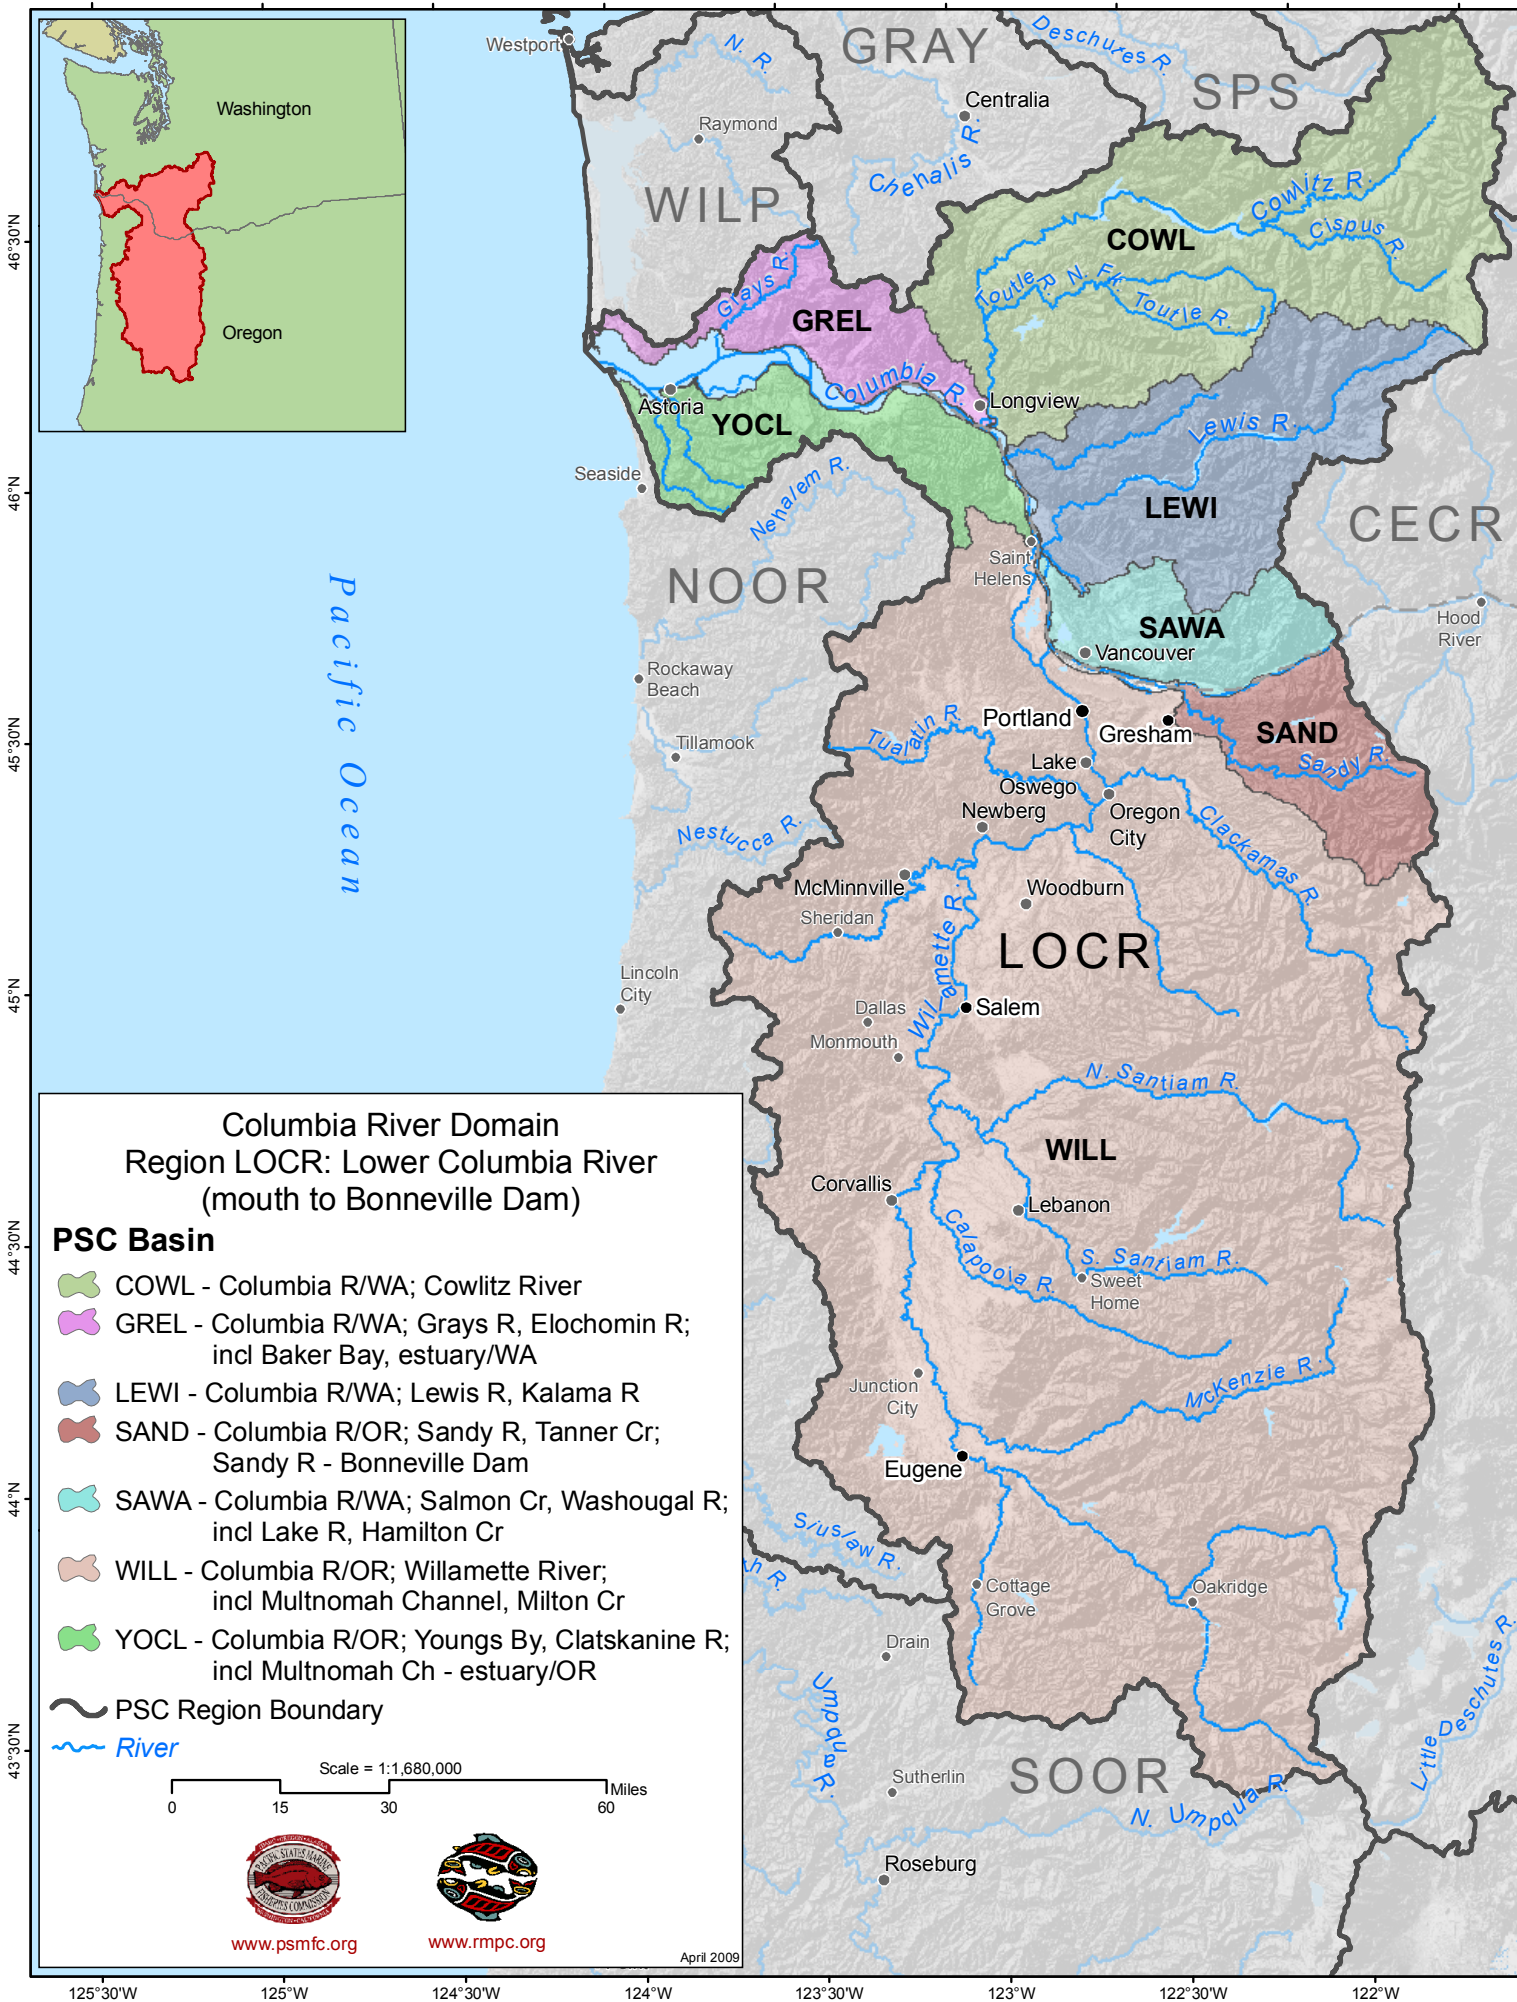 Washington
Oregon
Westport
N. R.
GRAY
Deschutes R.
SPS
Centralia
Raymond
Chehalis R.
WILP
Cowlitz R.
Cispus R.
COWL
Grays R.
GREL
Toutle R.
N. Fk. Toutle R.
Columbia R.
Longview
Astoria
YOCL
Lewis R.
Seaside
Nehalem R.
LEWI
CECR
Saint
Helens
NOOR
Pacific Ocean
SAWA
Hood
River
Vancouver
Rockaway
Beach
Portland
Gresham
SAND
Tualatin R.
Tillamook
Lake
Oswego
Sandy R.
Newberg
Oregon
City
Clackamas R.
Nestucca R.
McMinnville
Woodburn
Sheridan
Willamette R.
LOCR
Lincoln
City
Dallas
Salem
Monmouth
N. Santiam R.
WILL
Corvallis
Lebanon
Calapooia R.
S. Santiam R.
Sweet
Home
Junction
City
McKenzie R.
Eugene
Siuslaw R.
th R.
Cottage
Grove
Oakridge
Drain
Umpqua R.
Little Deschutes R.
SOOR
Sutherlin
N. Umpqua R.
Roseburg
Columbia River Domain
Region LOCR: Lower Columbia River
(mouth to Bonneville Dam)
PSC Basin
COWL - Columbia R/WA; Cowlitz River
GREL - Columbia R/WA; Grays R, Elochomin R;
incl Baker Bay, estuary/WA
LEWI - Columbia R/WA; Lewis R, Kalama R
SAND - Columbia R/OR; Sandy R, Tanner Cr;
Sandy R - Bonneville Dam
SAWA - Columbia R/WA; Salmon Cr, Washougal R;
incl Lake R, Hamilton Cr
WILL - Columbia R/OR; Willamette River;
incl Multnomah Channel, Milton Cr
YOCL - Columbia R/OR; Youngs By, Clatskanine R;
incl Multnomah Ch - estuary/OR
PSC Region Boundary
River
Scale = 1:1,680,000
Miles
0 15 30 60
PACIFIC STATES MARINE
FISHERIES COMMISSION
www.psmfc.org
www.rmpc.org
April 2009
46°30'N
46°N
45°30'N
45°N
44°30'N
44°N
43°30'N
125°30'W 125°W 124°30'W 124°W 123°30'W 123°W 122°30'W 122°W